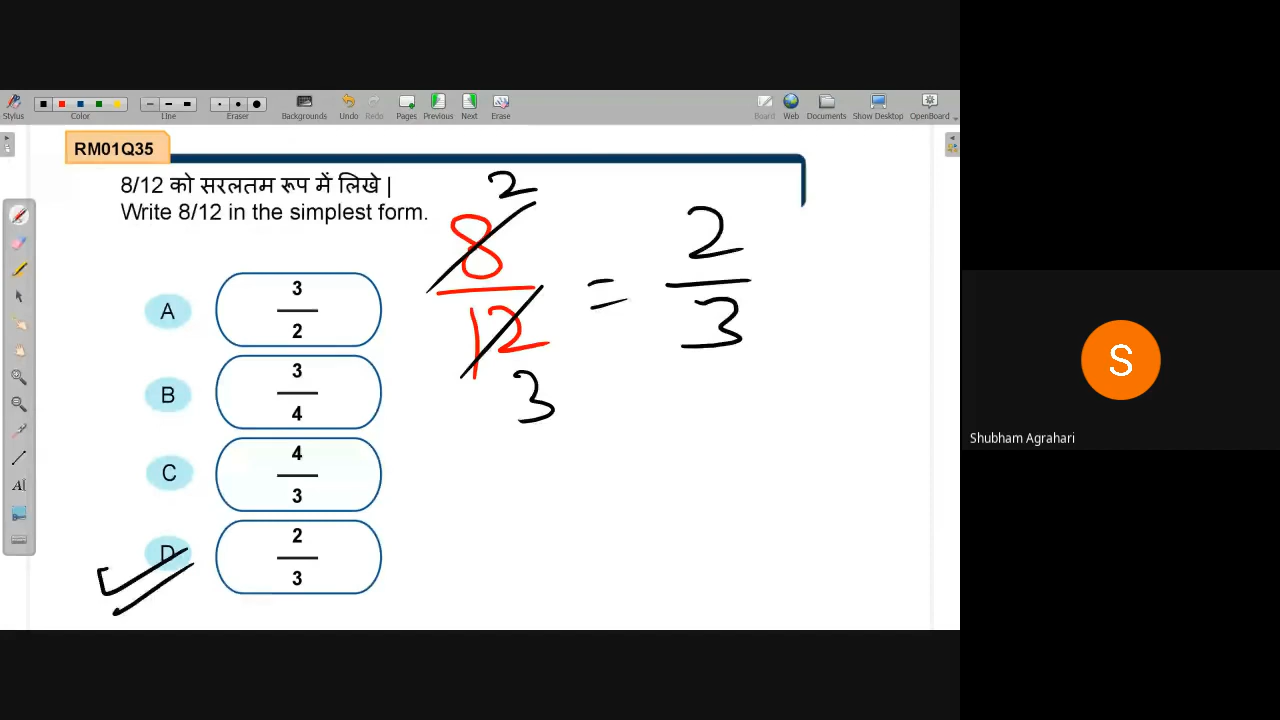 Stylus
Color
Line
Eraser
Backgrounds
Undo
Redo
Pages
Previous
Next
Erase
Board
Web
Documents
Show Desktop
OpenBoard
RM01Q35
8/12 को सरलतम रूप में लिखे |
Write 8/12 in the simplest form.
A
3
2
B
3
4
C
4
3
D
2
3
2
8
12
3
=
2
3
A
S
Shubham Agrahari